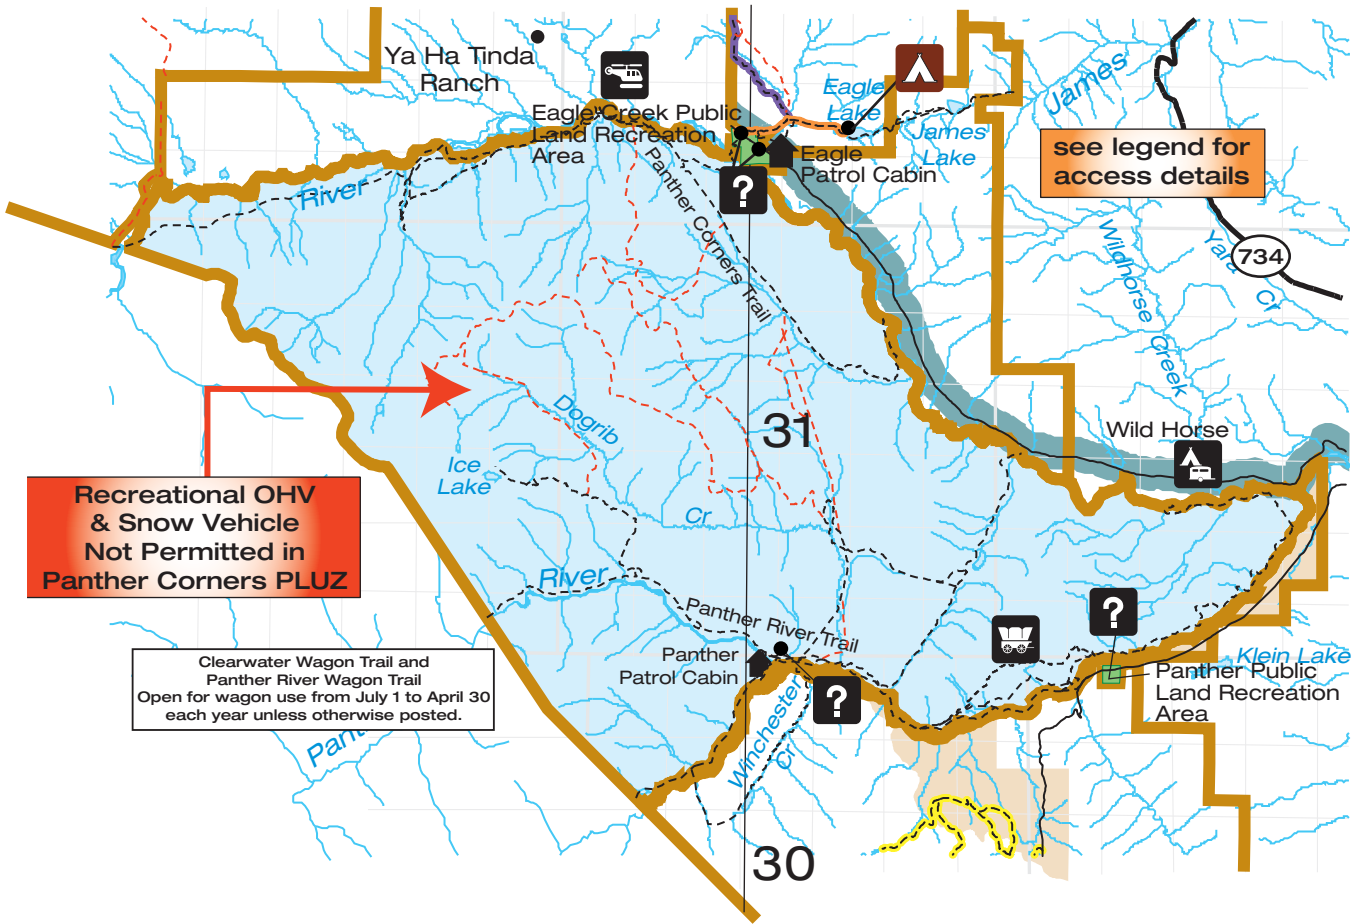 Ya Ha Tinda
Ranch
Eagle Creek Public
Land Recreation
Area
Eagle
Lake
James
Lake
James
Eagle
Patrol Cabin
?
see legend for
access details
734
River
Panther Corners Trail
Wildhorse Creek
Yara Cr
31
Dogrib
Cr
Ice
Lake
Wild Horse
Recreational OHV
& Snow Vehicle
Not Permitted in
Panther Corners PLUZ
River
Panther River Trail
Panther
Patrol Cabin
?
?
Klein Lake
Panther Public
Land Recreation
Area
Clearwater Wagon Trail and
Panther River Wagon Trail
Open for wagon use from July 1 to April 30
each year unless otherwise posted.
Winchester
Cr
30